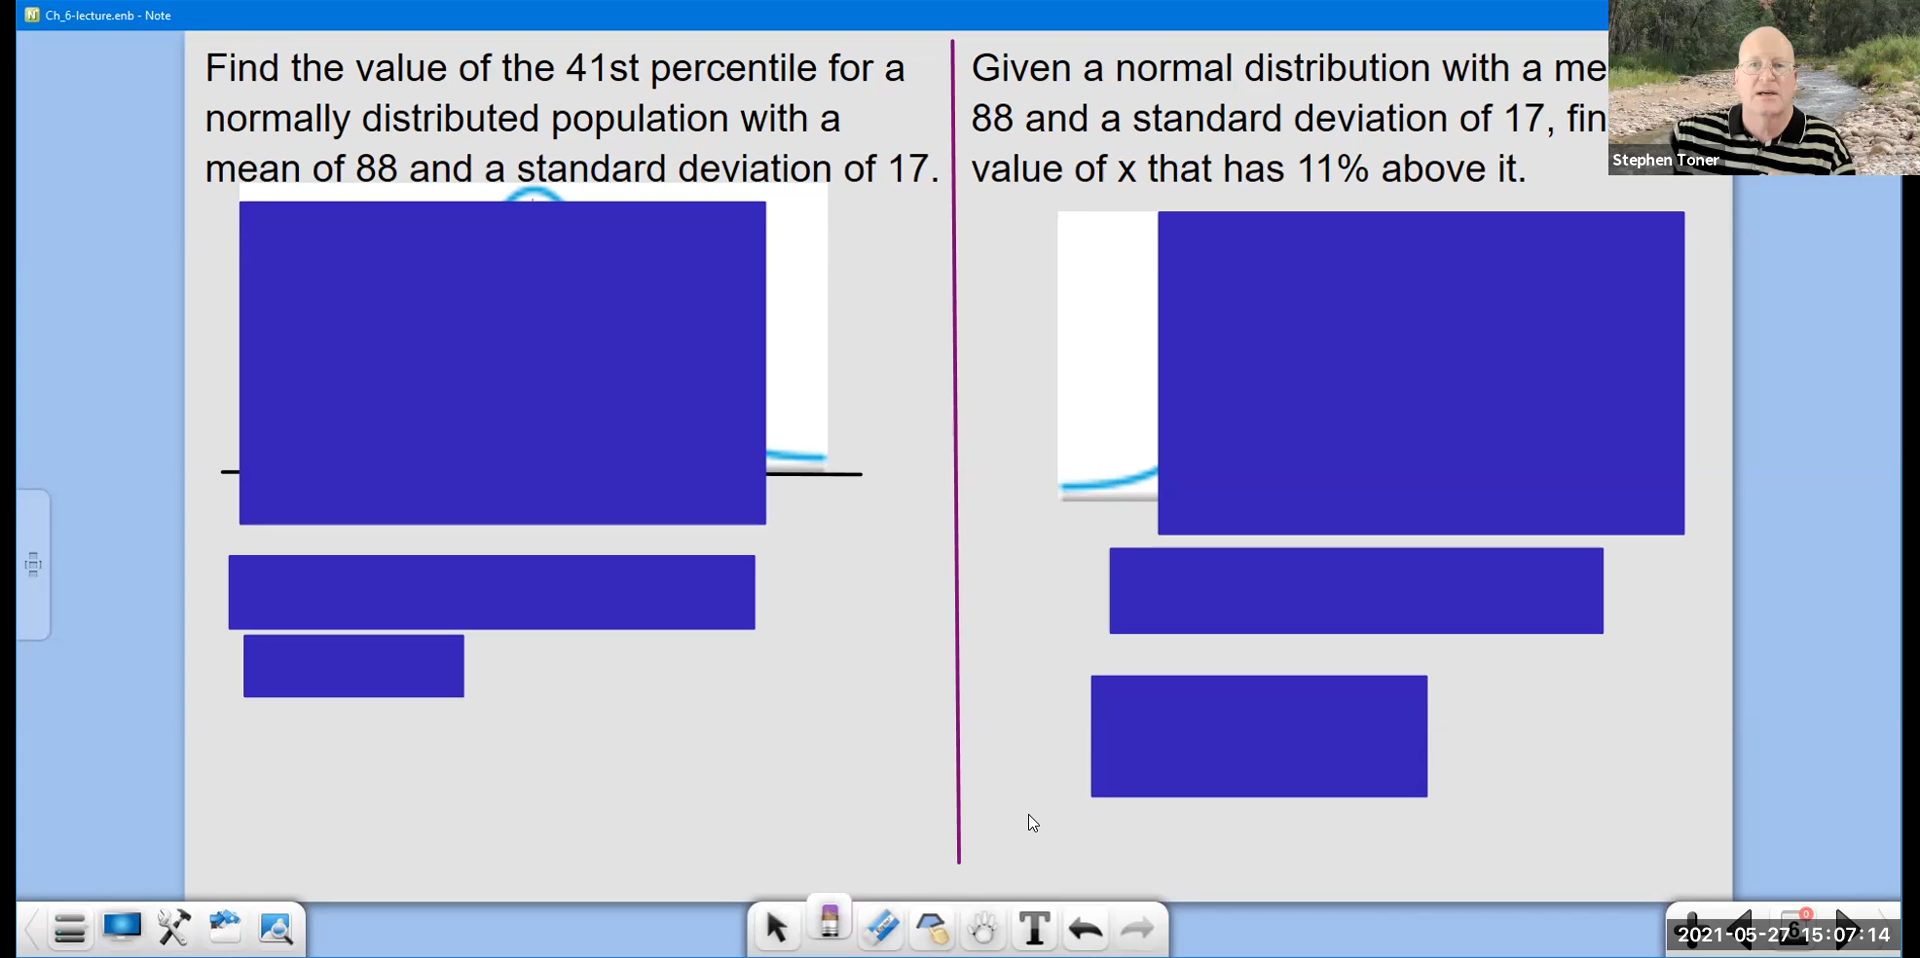 Ch_6-lecture.enb - Note
Find the value of the 41st percentile for a
normally distributed population with a
mean of 88 and a standard deviation of 17.
Given a normal distribution with a me
88 and a standard deviation of 17, fin
value of x that has 11% above it.
Stephen Toner
T
0
2021-05-27 15:07:14